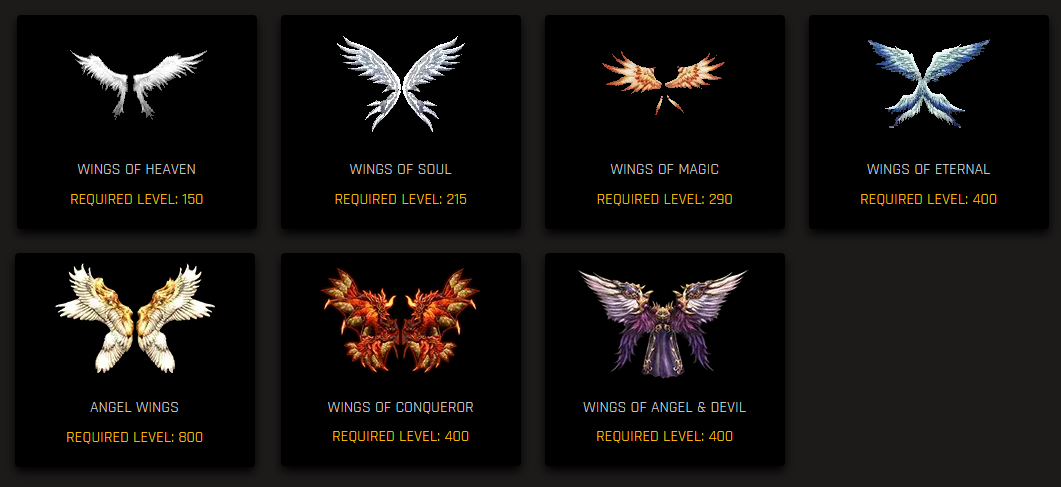 WINGS OF HEAVEN
REQUIRED LEVEL: 150
WINGS OF SOUL
REQUIRED LEVEL: 215
WINGS OF MAGIC
REQUIRED LEVEL: 290
WINGS OF ETERNAL
REQUIRED LEVEL: 400
ANGEL WINGS
REQUIRED LEVEL: 800
WINGS OF CONQUEROR
REQUIRED LEVEL: 400
WINGS OF ANGEL & DEVIL
REQUIRED LEVEL: 400